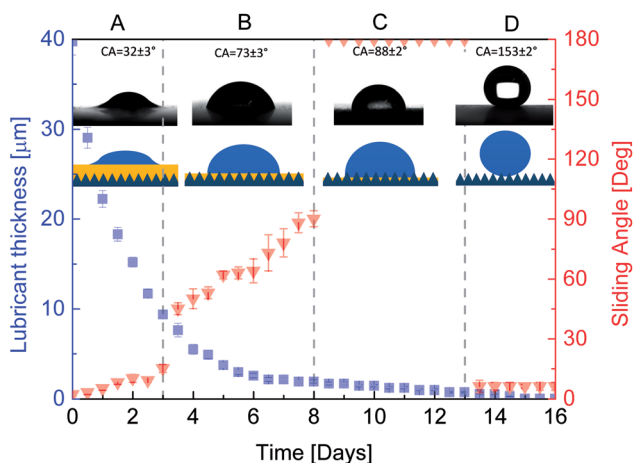 A B C D
CA=32±3° CA=73±3° CA=88±2° CA=153±2°
Lubricant thickness [μm]
40
30
20
10
0
Sliding Angle [Deg]
180
150
120
90
60
30
0
0 2 4 6 8 10 12 14 16
Time [Days]